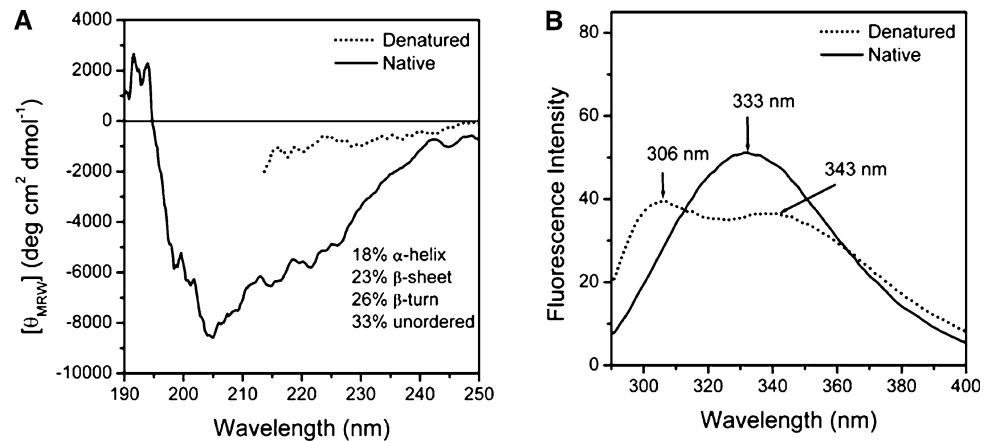 A
4000
2000
0
-2000
-4000
-6000
-8000
-10000
[θMRW] (deg cm² dmol⁻¹)
Denatured
Native
18% α-helix
23% β-sheet
26% β-turn
33% unordered
190 200 210 220 230 240 250
Wavelength (nm)
B
80
60
40
20
0
Fluorescence Intensity
Denatured
Native
333 nm
306 nm
343 nm
300 320 340 360 380 400
Wavelength (nm)